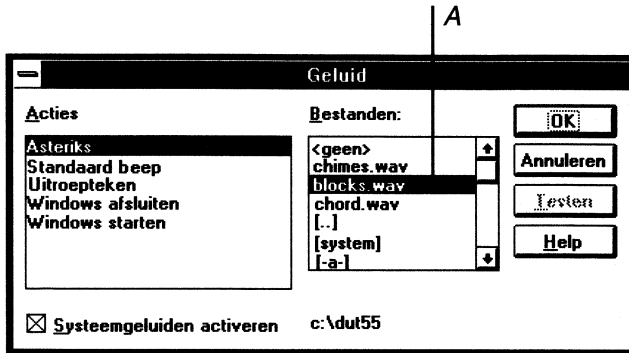 A
Geluid
Acties
Asteriks
Standaard beep
Uitroepteken
Windows afsluiten
Windows starten
Systeemgeluiden activeren
Bestanden:
<geen>
chimes.wav
blocks.wav
chord.wav
[..]
[system]
[-a-]
c:\dut55
OK
Annuleren
Testen
Help